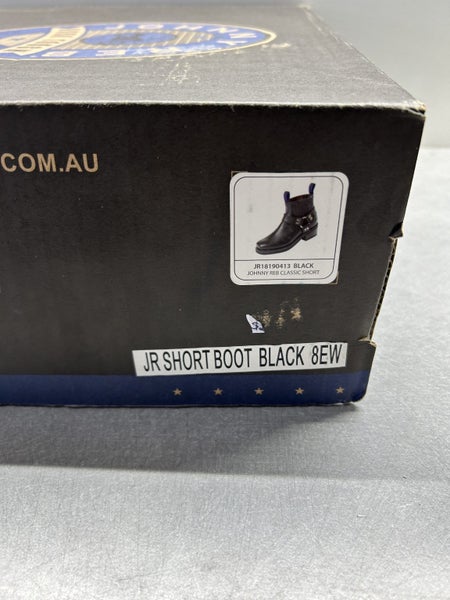 .COM.AU
JR18190413 BLACK
JOHNNY REB CLASSIC SHORT
JR SHORT BOOT BLACK 8EW